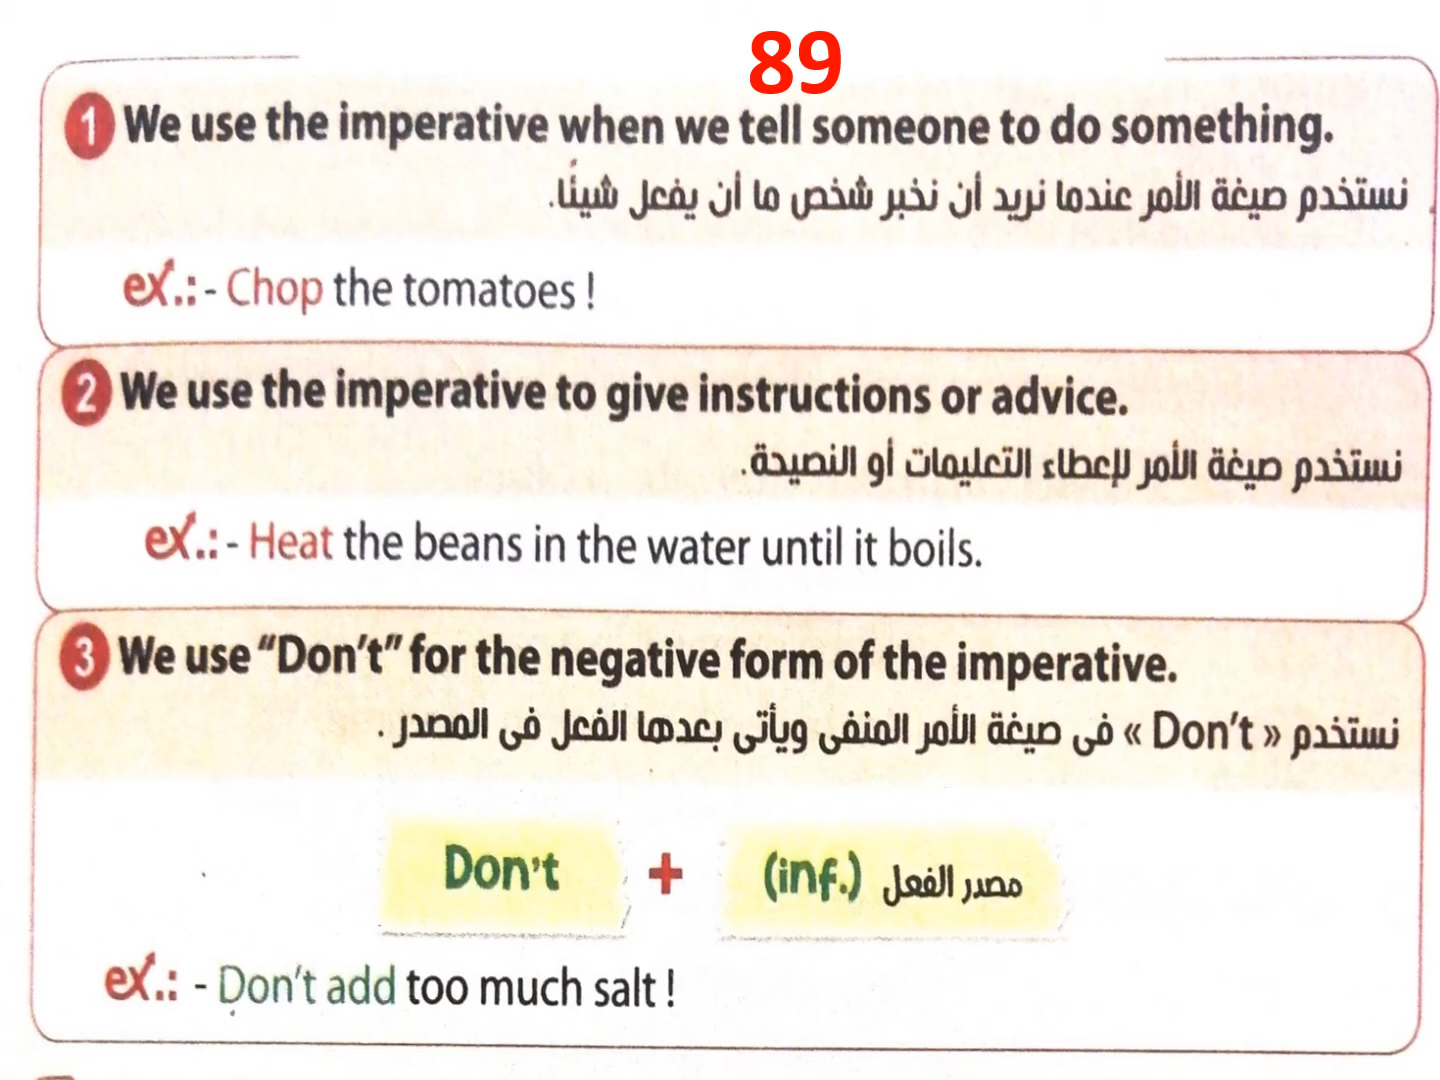 89
1 We use the imperative when we tell someone to do something.
نستخدم صيغة الأمر عندما نريد أن نخبر شخص ما أن يفعل شيئًا.
ex.: - Chop the tomatoes !
2 We use the imperative to give instructions or advice.
نستخدم صيغة الأمر لإعطاء التعليمات أو النصيحة.
ex.: - Heat the beans in the water until it boils.
3 We use “Don’t” for the negative form of the imperative.
نستخدم « Don’t » فى صيغة الأمر المنفى ويأتى بعدها الفعل فى المصدر .
Don’t + (inf.) مصدر الفعل
ex.: - Don’t add too much salt !